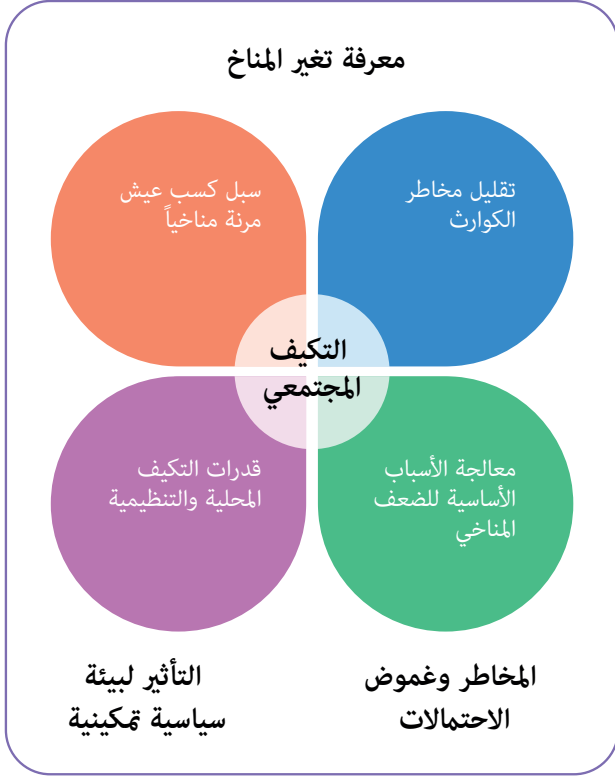 معرفة تغير المناخ
تقليل مخاطر
الكوارث
سبل كسب عيش
مرنة مناخياً
التكيف
المجتمعي
معالجة الأسباب
الأساسية للضعف
المناخي
قدرات التكيف
المحلية والتنظيمية
المخاطر وغموض
الاحتمالات
التأثير لبيئة
سياسية تمكينية